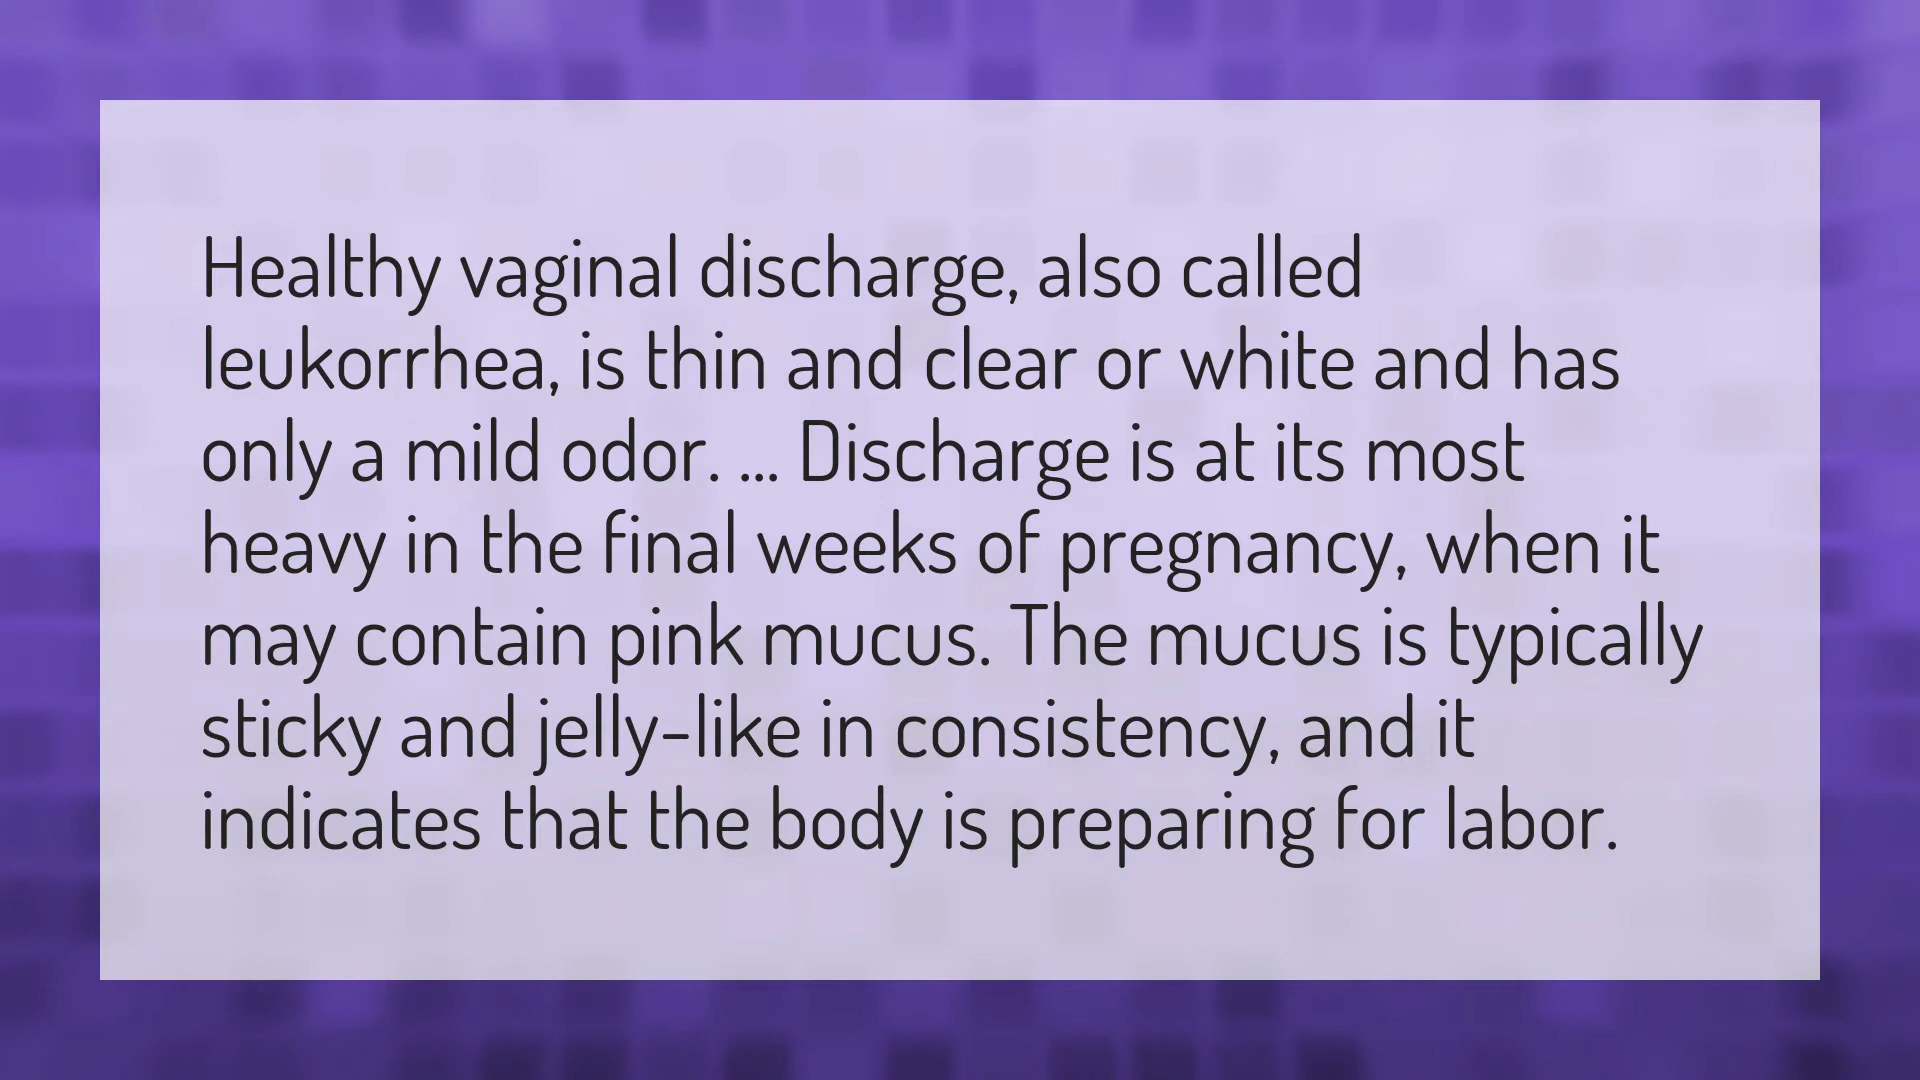 Healthy vaginal discharge, also called
leukorrhea, is thin and clear or white and has
only a mild odor. ... Discharge is at its most
heavy in the final weeks of pregnancy, when it
may contain pink mucus. The mucus is typically
sticky and jelly-like in consistency, and it
indicates that the body is preparing for labor.